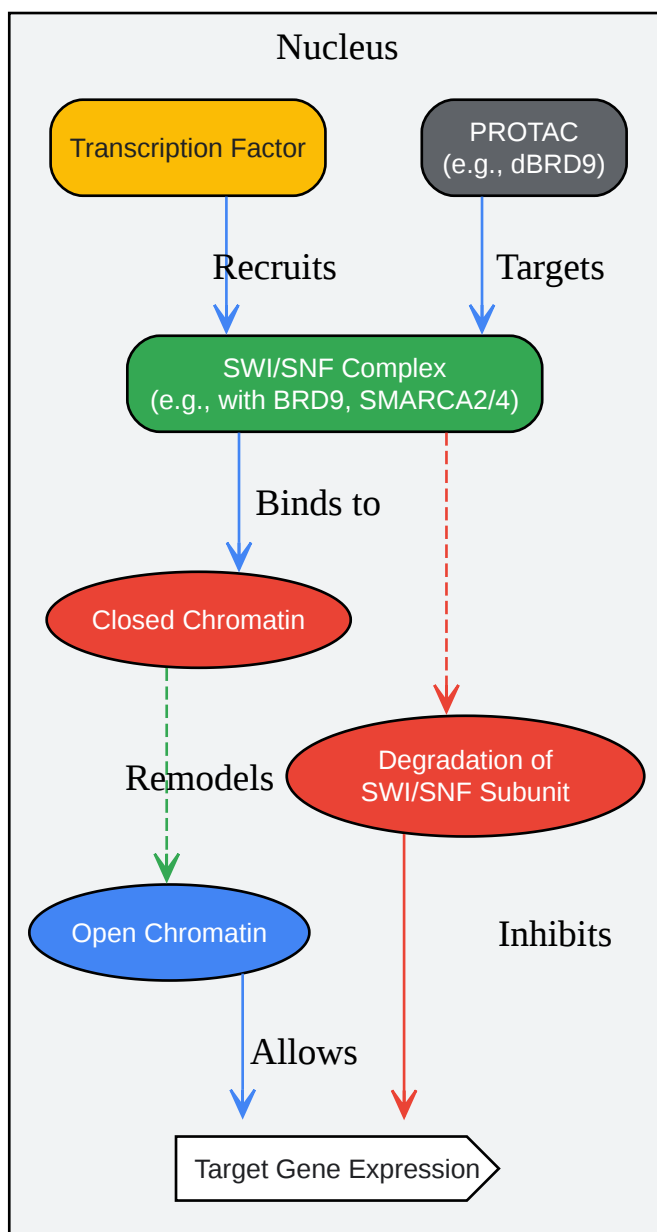 Nucleus
Transcription Factor
PROTAC
(e.g., dBRD9)
Recruits
Targets
SWI/SNF Complex
(e.g., with BRD9, SMARCA2/4)
Binds to
Closed Chromatin
Degradation of
SWI/SNF Subunit
Remodels
Open Chromatin
Inhibits
Allows
Target Gene Expression